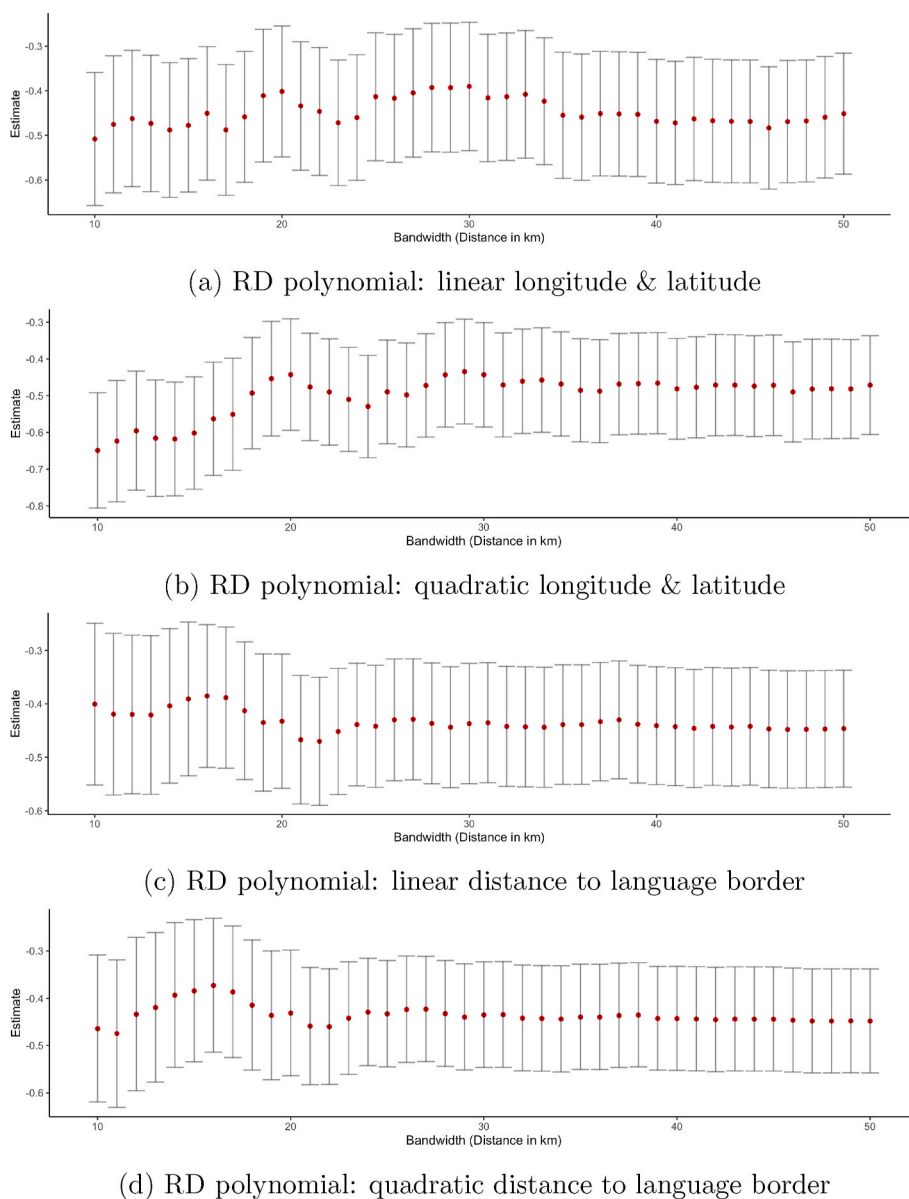 -0.3
-0.4
-0.5
-0.6
Estimate
10 20 30 40 50
Bandwidth (Distance in km)
(a) RD polynomial: linear longitude & latitude
-0.3
-0.4
-0.5
-0.6
-0.7
-0.8
Estimate
10 20 30 40 50
Bandwidth (Distance in km)
(b) RD polynomial: quadratic longitude & latitude
-0.3
-0.4
-0.5
-0.6
Estimate
10 20 30 40 50
Bandwidth (Distance in km)
(c) RD polynomial: linear distance to language border
-0.3
-0.4
-0.5
-0.6
Estimate
10 20 30 40 50
Bandwidth (Distance in km)
(d) RD polynomial: quadratic distance to language border